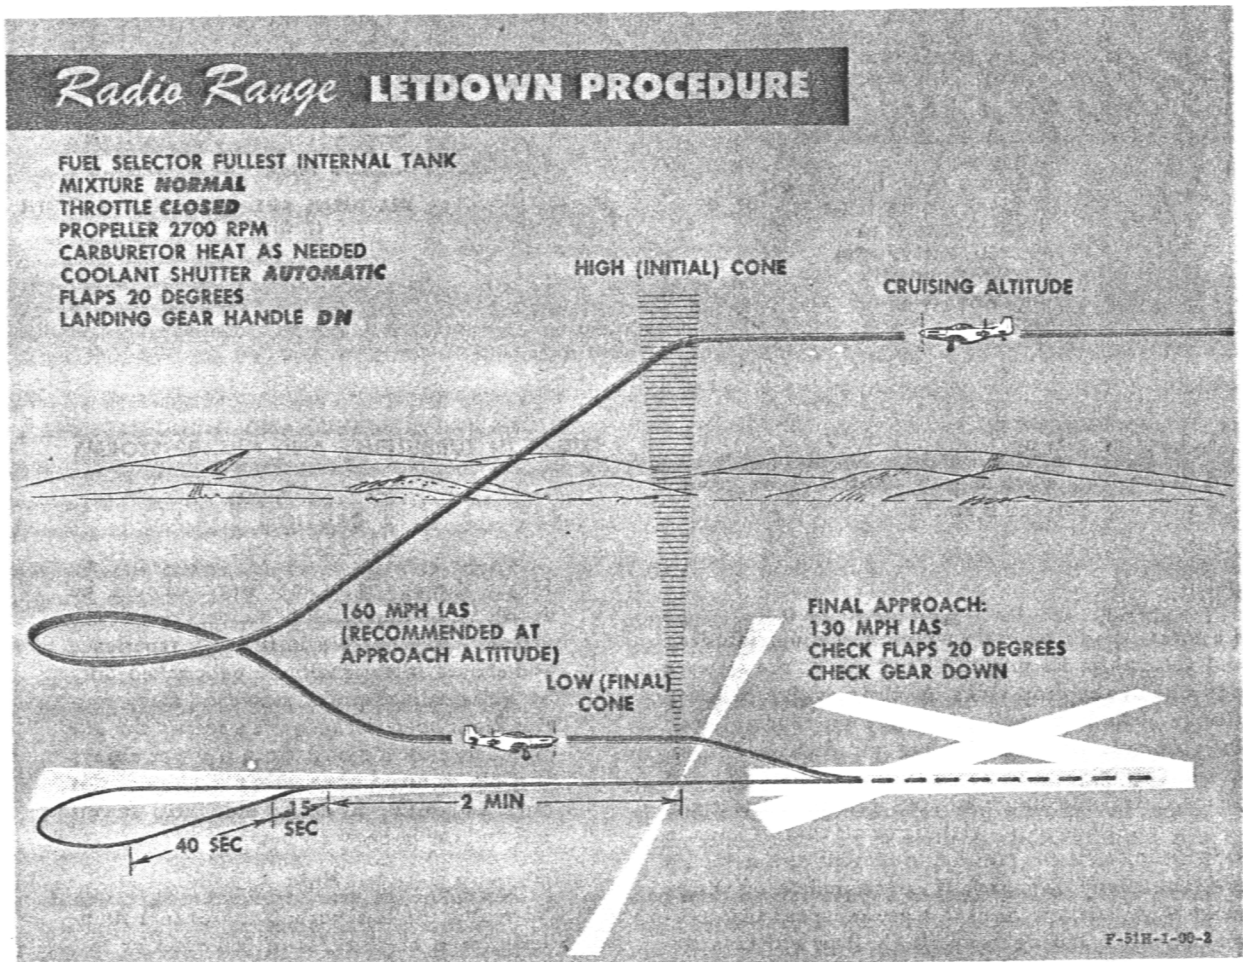 Radio Range LETDOWN PROCEDURE
FUEL SELECTOR FULLEST INTERNAL TANK
MIXTURE NORMAL
THROTTLE CLOSED
PROPELLER 2700 RPM
CARBURETOR HEAT AS NEEDED
COOLANT SHUTTER AUTOMATIC
FLAPS 20 DEGREES
LANDING GEAR HANDLE DN
HIGH (INITIAL) CONE
CRUISING ALTITUDE
160 MPH IAS
(RECOMMENDED AT
APPROACH ALTITUDE)
FINAL APPROACH:
130 MPH IAS
CHECK FLAPS 20 DEGREES
CHECK GEAR DOWN
LOW (FINAL)
CONE
2 MIN
15
SEC
40 SEC
F-51H-1-00-2